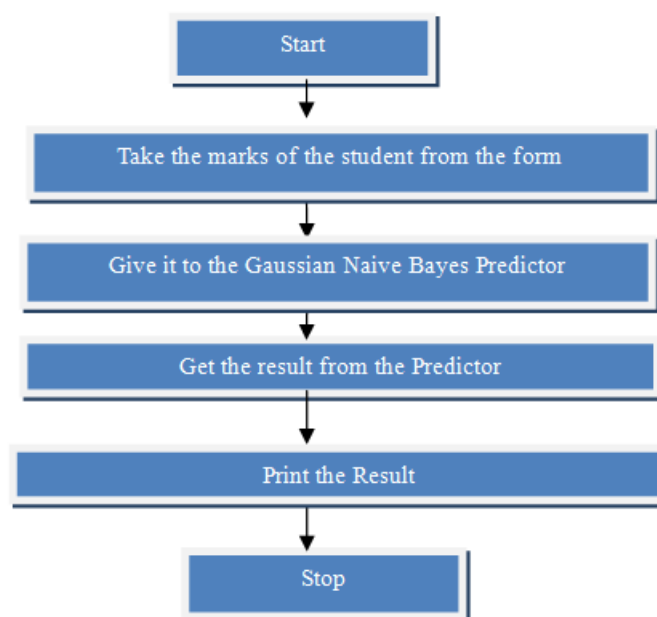 Start
Take the marks of the student from the form
Give it to the Gaussian Naive Bayes Predictor
Get the result from the Predictor
Print the Result
Stop